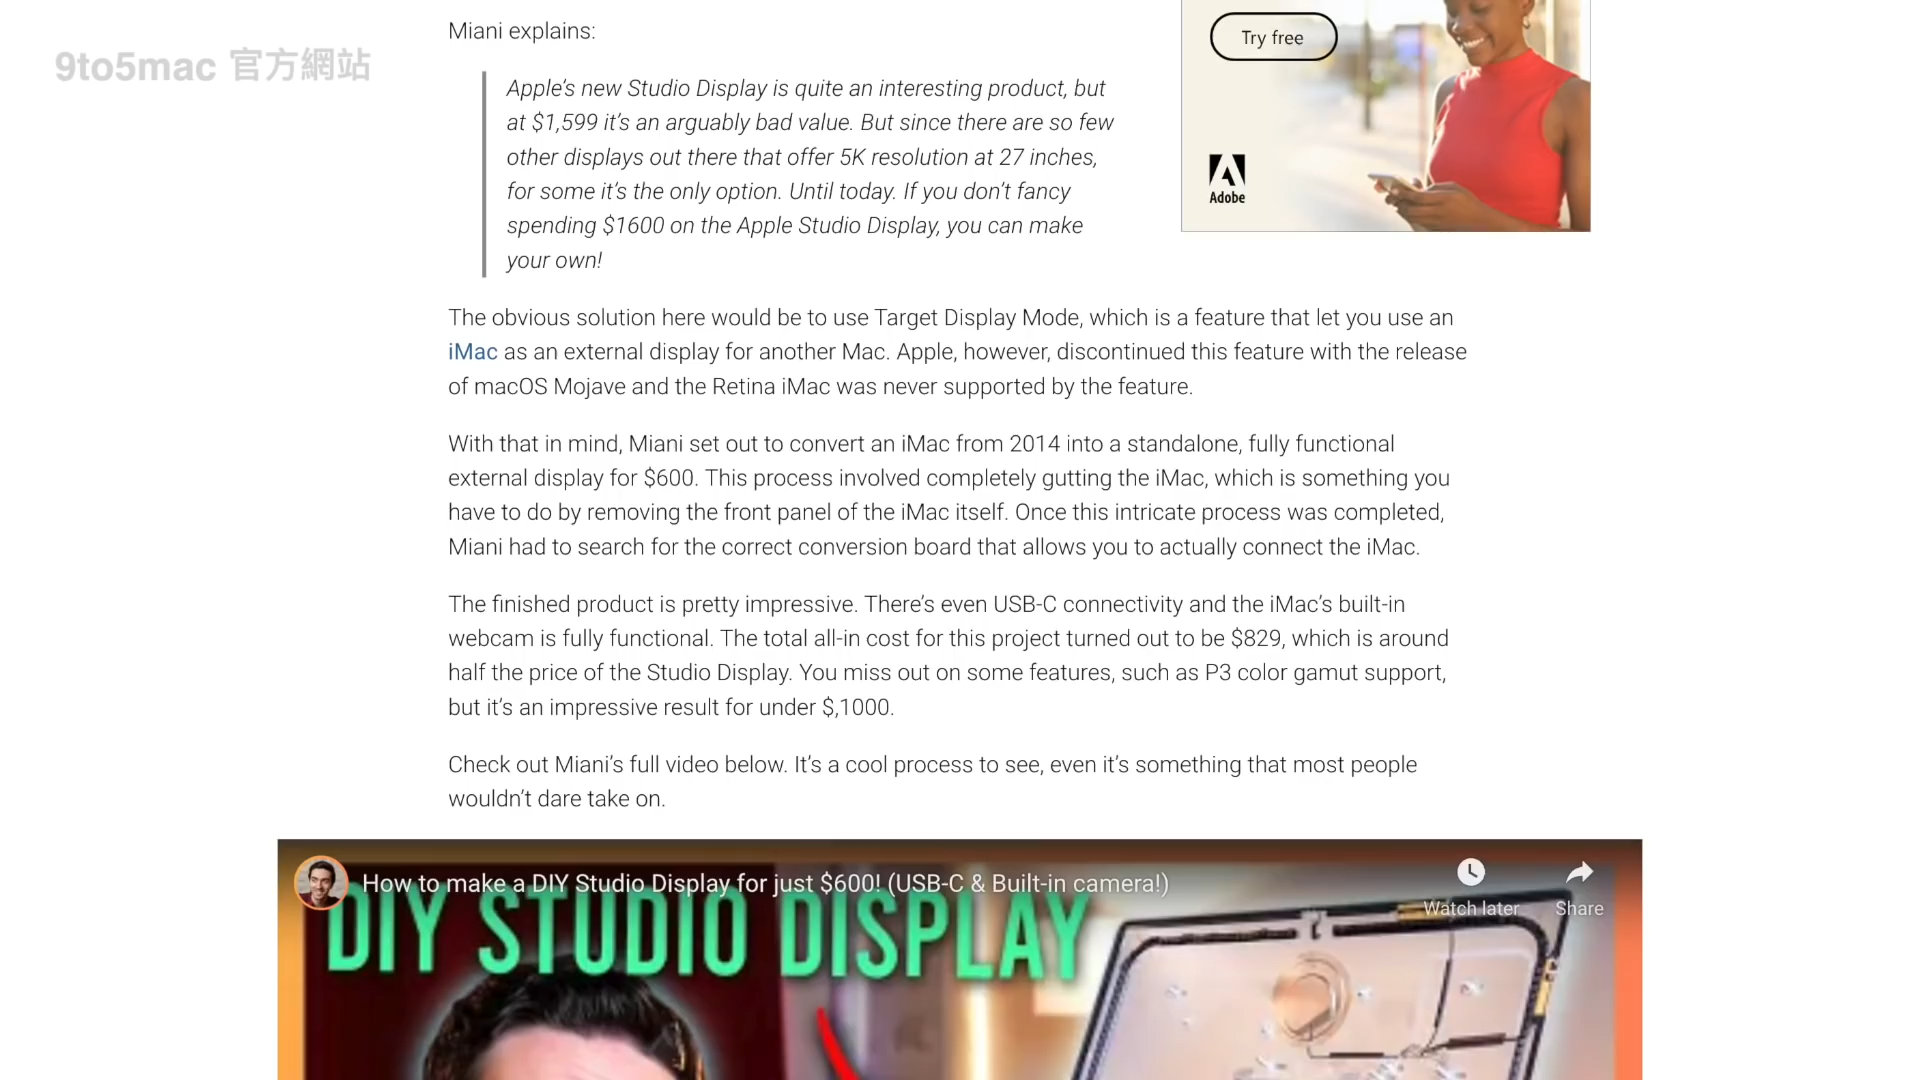 Miani explains:
9to5mac 官方網站
Try free
Adobe
Apple’s new Studio Display is quite an interesting product, but
at $1,599 it’s an arguably bad value. But since there are so few
other displays out there that offer 5K resolution at 27 inches,
for some it’s the only option. Until today. If you don’t fancy
spending $1600 on the Apple Studio Display, you can make
your own!
The obvious solution here would be to use Target Display Mode, which is a feature that let you use an
iMac as an external display for another Mac. Apple, however, discontinued this feature with the release
of macOS Mojave and the Retina iMac was never supported by the feature.
With that in mind, Miani set out to convert an iMac from 2014 into a standalone, fully functional
external display for $600. This process involved completely gutting the iMac, which is something you
have to do by removing the front panel of the iMac itself. Once this intricate process was completed,
Miani had to search for the correct conversion board that allows you to actually connect the iMac.
The finished product is pretty impressive. There’s even USB-C connectivity and the iMac’s built-in
webcam is fully functional. The total all-in cost for this project turned out to be $829, which is around
half the price of the Studio Display. You miss out on some features, such as P3 color gamut support,
but it’s an impressive result for under $,1000.
Check out Miani’s full video below. It’s a cool process to see, even it’s something that most people
wouldn’t dare take on.
How to make a DIY Studio Display for just $600! (USB-C & Built-in camera!)
Watch later
Share
DIY STUDIO DISPLAY